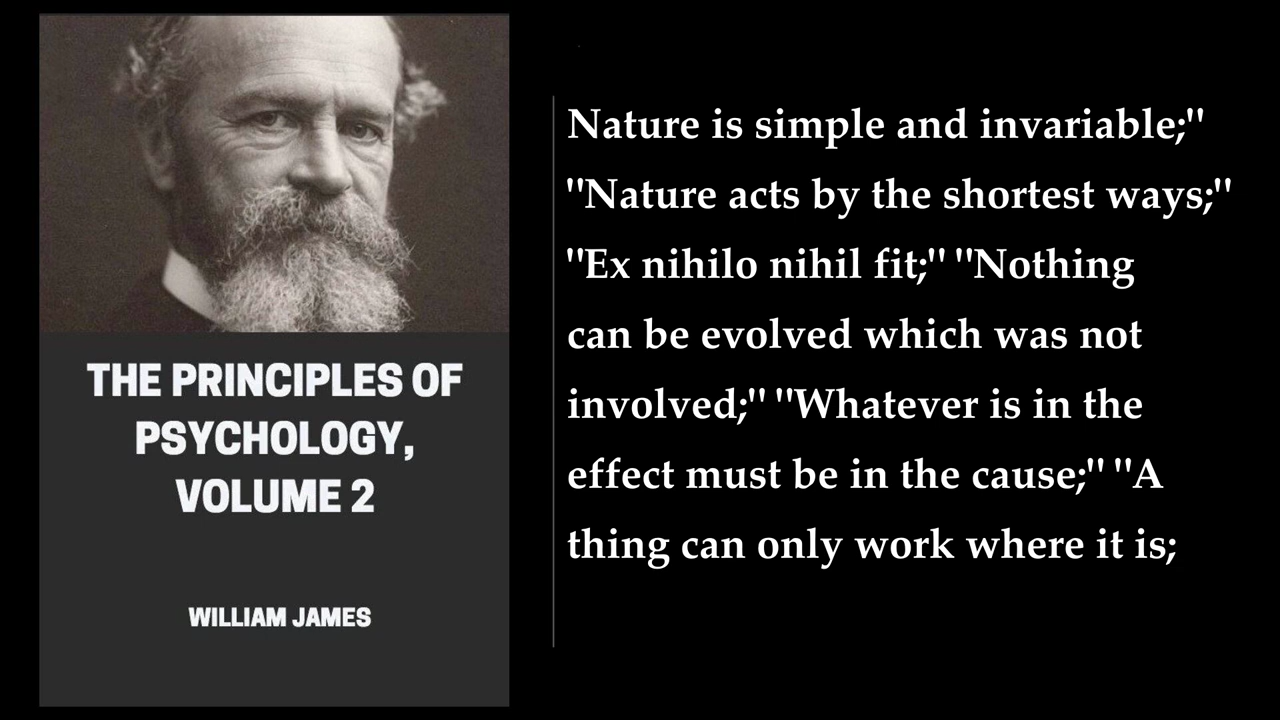 THE PRINCIPLES OF
PSYCHOLOGY,
VOLUME 2
WILLIAM JAMES
Nature is simple and invariable;"
"Nature acts by the shortest ways;"
"Ex nihilo nihil fit;" "Nothing
can be evolved which was not
involved;" "Whatever is in the
effect must be in the cause;" "A
thing can only work where it is;